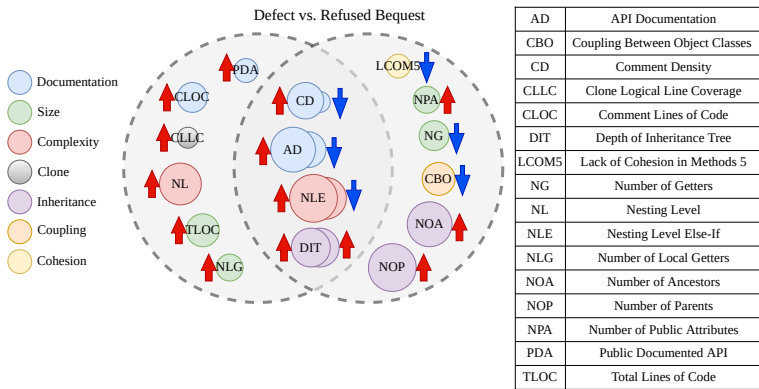 Defect vs. Refused Bequest
Documentation
Size
Complexity
Clone
Inheritance
Coupling
Cohesion
PDA
CLOC
CLLC
NL
TLOC
NLG
CD
AD
NLE
DIT
LCOM5
NPA
NG
CBO
NOA
NOP
AD API Documentation
CBO Coupling Between Object Classes
CD Comment Density
CLLC Clone Logical Line Coverage
CLOC Comment Lines of Code
DIT Depth of Inheritance Tree
LCOM5 Lack of Cohesion in Methods 5
NG Number of Getters
NL Nesting Level
NLE Nesting Level Else-If
NLG Number of Local Getters
NOA Number of Ancestors
NOP Number of Parents
NPA Number of Public Attributes
PDA Public Documented API
TLOC Total Lines of Code